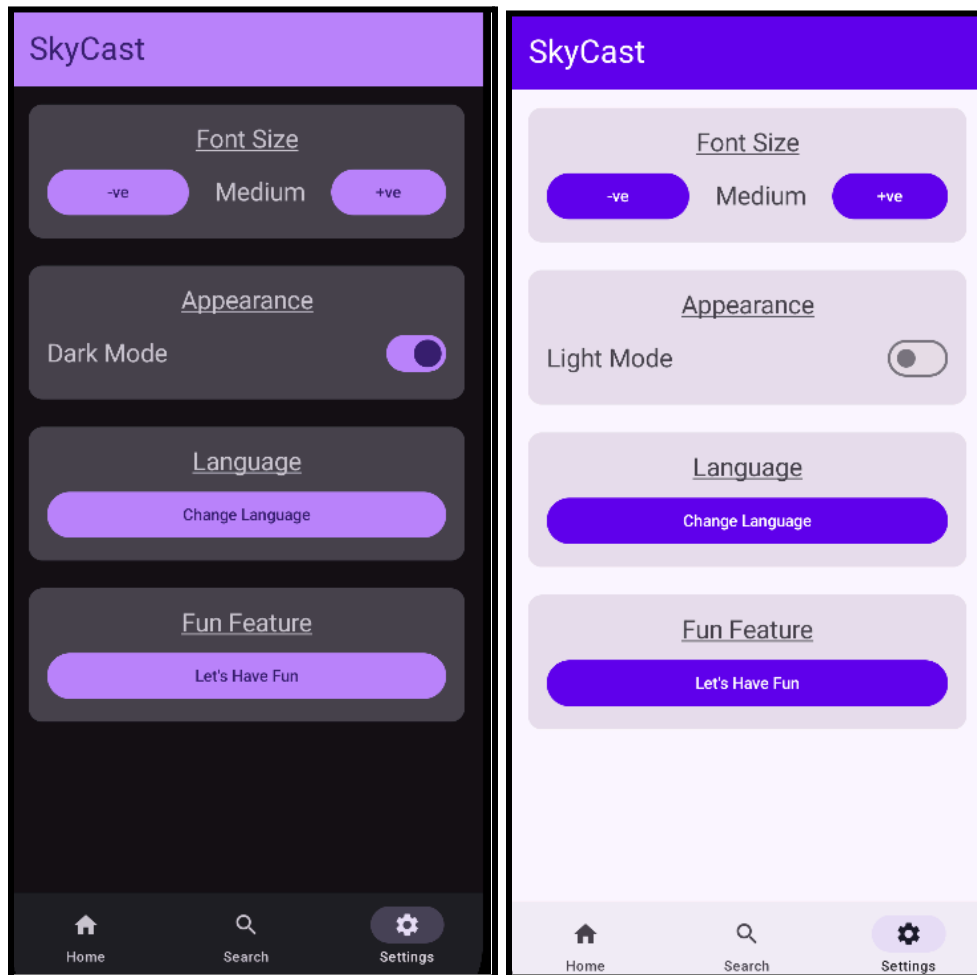 SkyCast
Font Size
-ve Medium +ve
Appearance
Dark Mode
Language
Change Language
Fun Feature
Let's Have Fun
Home Search Settings
SkyCast
Font Size
-ve Medium +ve
Appearance
Light Mode
Language
Change Language
Fun Feature
Let's Have Fun
Home Search Settings